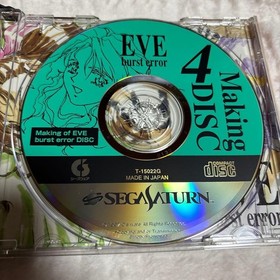 EVE
burst error
4
Making
DISC
Making of EVE
burst error DISC
T-15022G
MADE IN JAPAN
COMPACT
disc
SEGA SATURN
EVE
burst error